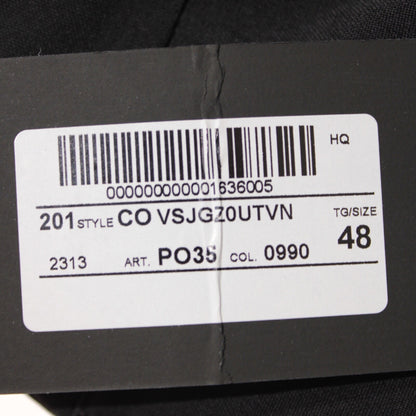 HQ
000000000001636005
201 STYLE CO VSJGZ0UTVN TG/SIZE
2313 ART. PO35 COL. 0990 48